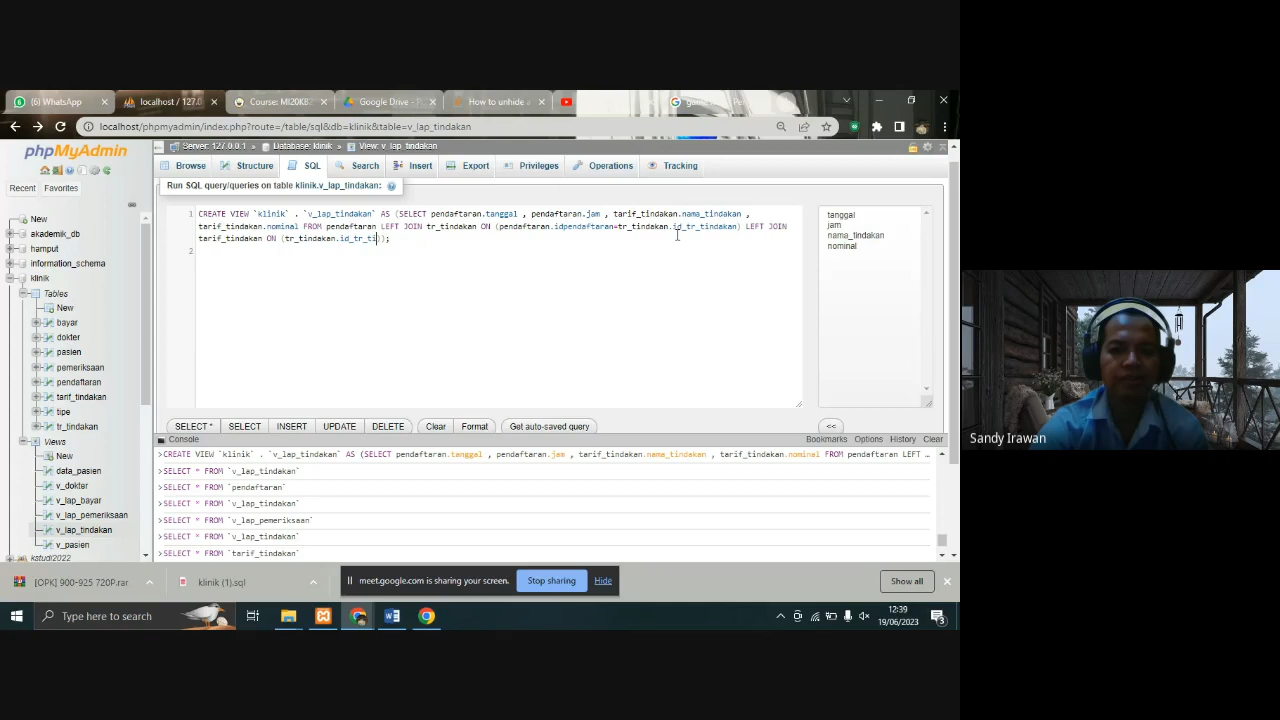 (6) WhatsApp
localhost / 127.0
Course: MI20KB2
Google Drive - P
How to unhide a
localhost/phpmyadmin/index.php?route=/table/sql&db=klinik&table=v_lap_tindakan
phpMyAdmin
Recent
Favorites
New
akademik_db
hamput
information_schema
klinik
Tables
New
bayar
dokter
pasien
pemeriksaan
pendaftaran
tarif_tindakan
tipe
tr_tindakan
Views
New
data_pasien
v_dokter
v_lap_bayar
v_lap_pemeriksaan
v_lap_tindakan
v_pasien
kstudi2022
Server: 127.0.0.1 » Database: klinik » View: v_lap_tindakan
Browse
Structure
SQL
Search
Insert
Export
Privileges
Operations
Tracking
Run SQL query/queries on table klinik.v_lap_tindakan:
1 CREATE VIEW `klinik` . `v_lap_tindakan` AS (SELECT pendaftaran.tanggal , pendaftaran.jam , tarif_tindakan.nama_tindakan ,
tarif_tindakan.nominal FROM pendaftaran LEFT JOIN tr_tindakan ON (pendaftaran.idpendaftaran=tr_tindakan.id_tr_tindakan) LEFT JOIN
tarif_tindakan ON (tr_tindakan.id_tr_ti));
2
tanggal
jam
nama_tindakan
nominal
SELECT *
SELECT
INSERT
UPDATE
DELETE
Clear
Format
Get auto-saved query
<<
Console
Bookmarks
Options
History
Clear
>CREATE VIEW `klinik` . `v_lap_tindakan` AS (SELECT pendaftaran.tanggal , pendaftaran.jam , tarif_tindakan.nama_tindakan , tarif_tindakan.nominal FROM pendaftaran LEFT ...
>SELECT * FROM `v_lap_tindakan`
>SELECT * FROM `pendaftaran`
>SELECT * FROM `v_lap_tindakan`
>SELECT * FROM `v_lap_pemeriksaan`
>SELECT * FROM `v_lap_tindakan`
>SELECT * FROM `tarif_tindakan`
[OPK] 900-925 720P.rar
klinik (1).sql
meet.google.com is sharing your screen.
Stop sharing
Hide
Show all
Type here to search
12:39
19/06/2023
3
Sandy Irawan